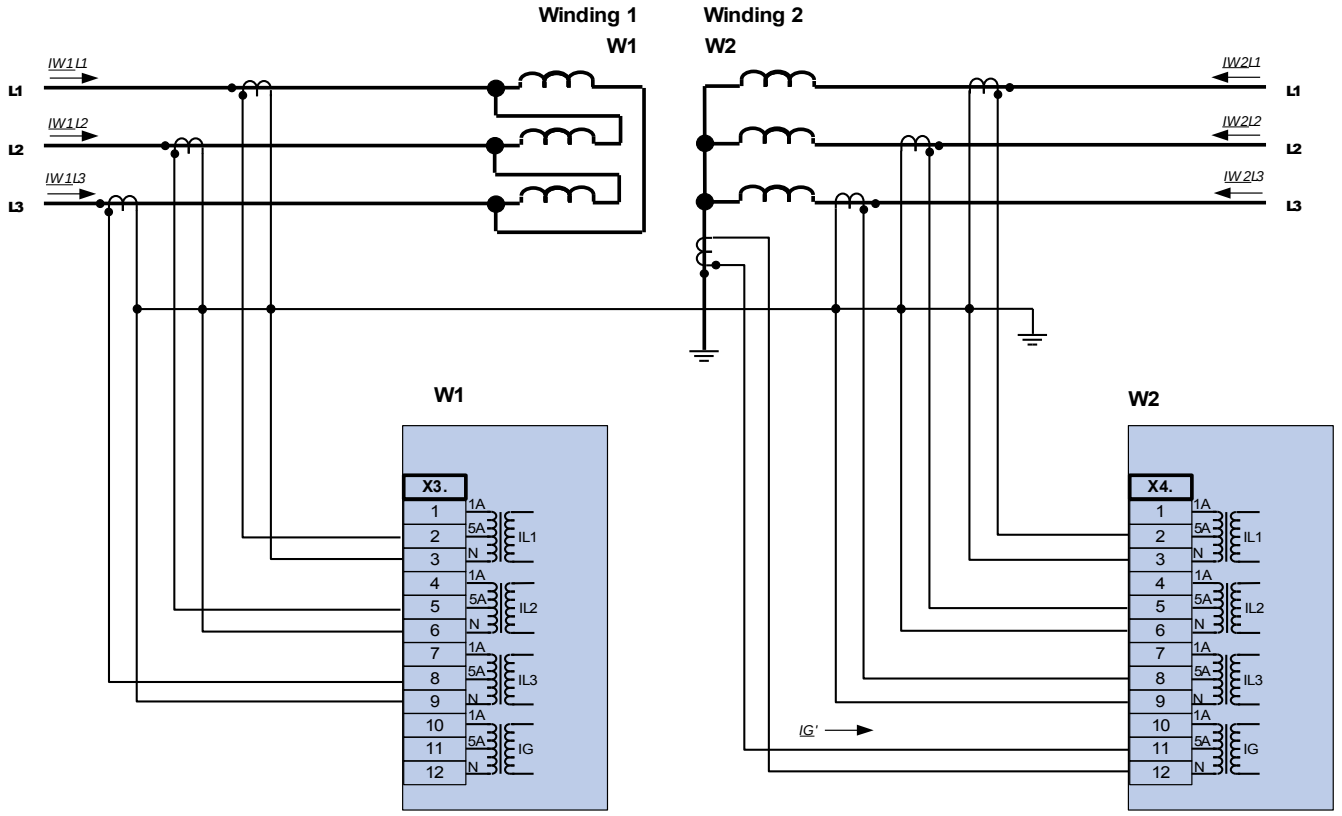 Winding 1
Winding 2
W1
W2
IW1L1
IW2L1
L1
L1
IW1L2
IW2L2
L2
L2
IW1L3
IW2L3
L3
L3
W1
W2
X3.
1 1A
2 5A IL1
3 N
4 1A
5 5A IL2
6 N
7 1A
8 5A IL3
9 N
10 1A
11 5A IG
12 N
IG'
X4.
1 1A
2 5A IL1
3 N
4 1A
5 5A IL2
6 N
7 1A
8 5A IL3
9 N
10 1A
11 5A IG
12 N